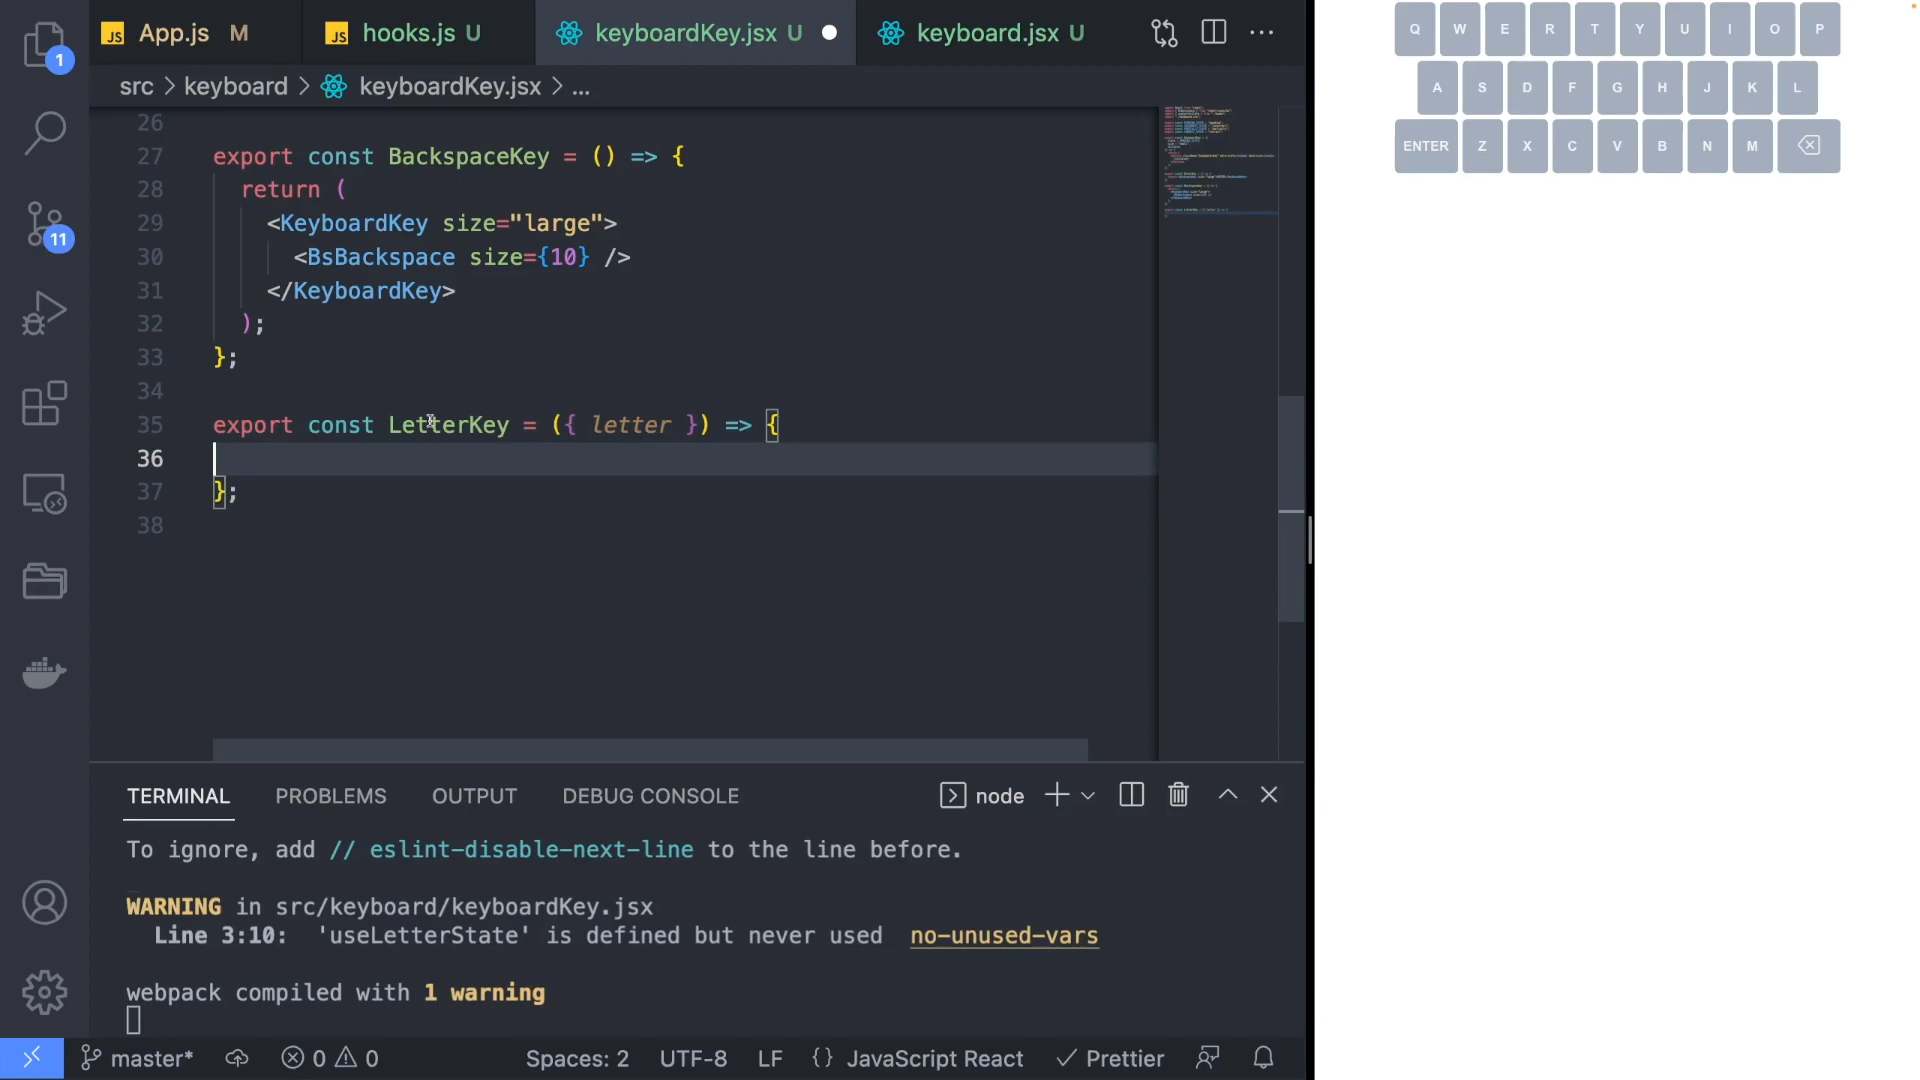 1
11
JS App.js M
JS hooks.js U
keyboardKey.jsx U
keyboard.jsx U
src > keyboard > keyboardKey.jsx > ...
26
27 export const BackspaceKey = () => {
28 return (
29 <KeyboardKey size="large">
30 <BsBackspace size={10} />
31 </KeyboardKey>
32 );
33 };
34
35 export const LetterKey = ({ letter }) => {
36
37 };
38
TERMINAL PROBLEMS OUTPUT DEBUG CONSOLE node
To ignore, add // eslint-disable-next-line to the line before.
WARNING in src/keyboard/keyboardKey.jsx
Line 3:10: 'useLetterState' is defined but never used no-unused-vars
webpack compiled with 1 warning
master* 0 0 Spaces: 2 UTF-8 LF {} JavaScript React Prettier
Q W E R T Y U I O P
A S D F G H J K L
ENTER Z X C V B N M